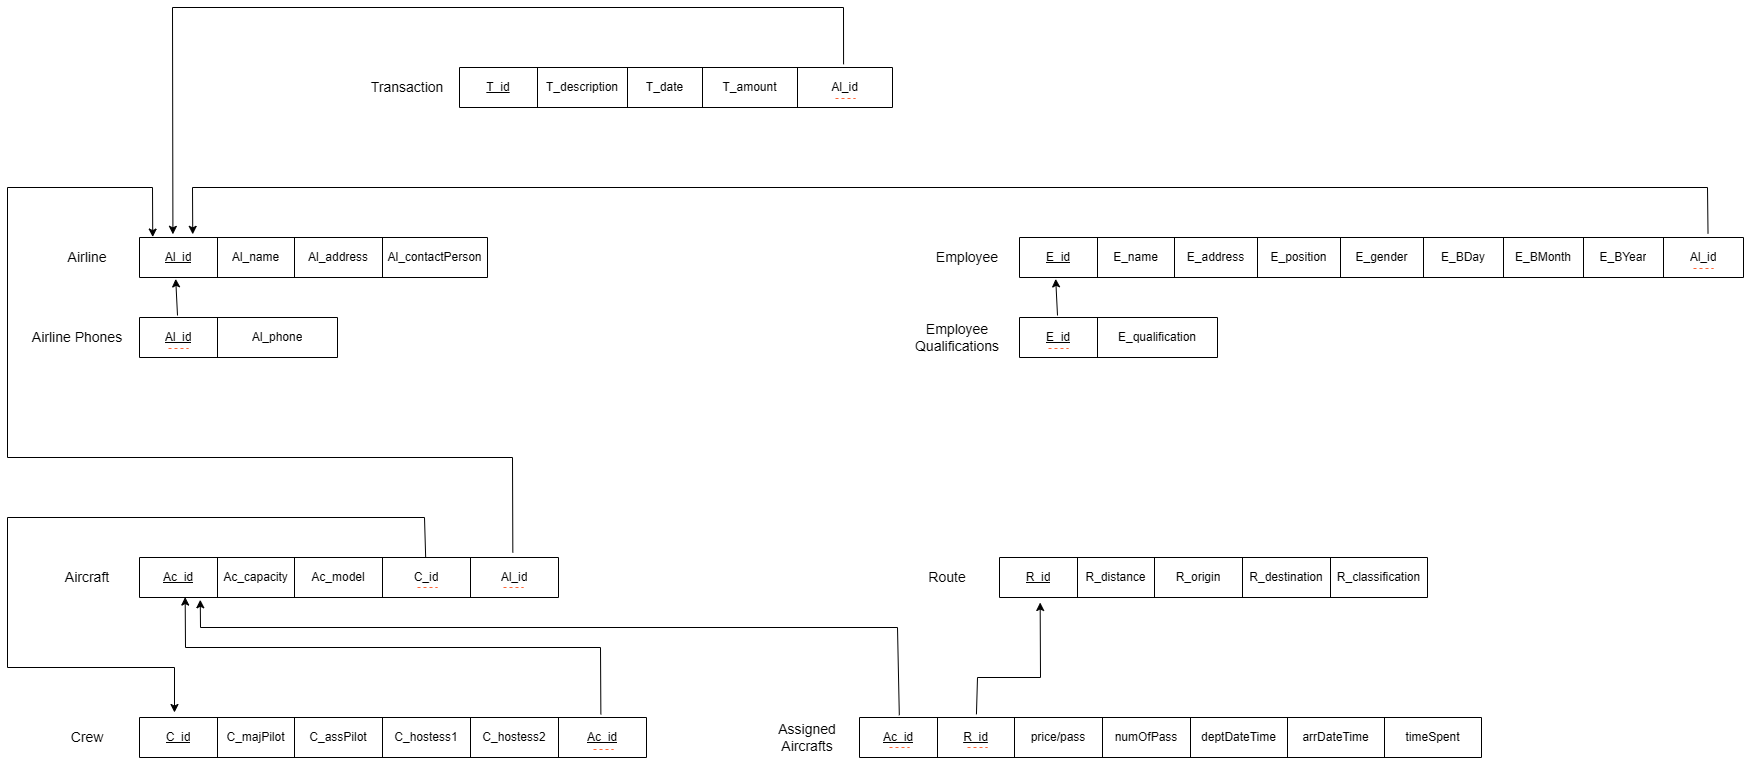 Transaction
T_id T_description T_date T_amount Al_id
Airline
Al_id Al_name Al_address Al_contactPerson
Employee
E_id E_name E_address E_position E_gender E_BDay E_BMonth E_BYear Al_id
Airline Phones
Al_id Al_phone
Employee
Qualifications
E_id E_qualification
Aircraft
Ac_id Ac_capacity Ac_model C_id Al_id
Route
R_id R_distance R_origin R_destination R_classification
Crew
C_id C_majPilot C_assPilot C_hostess1 C_hostess2 Ac_id
Assigned
Aircrafts
Ac_id R_id price/pass numOfPass deptDateTime arrDateTime timeSpent